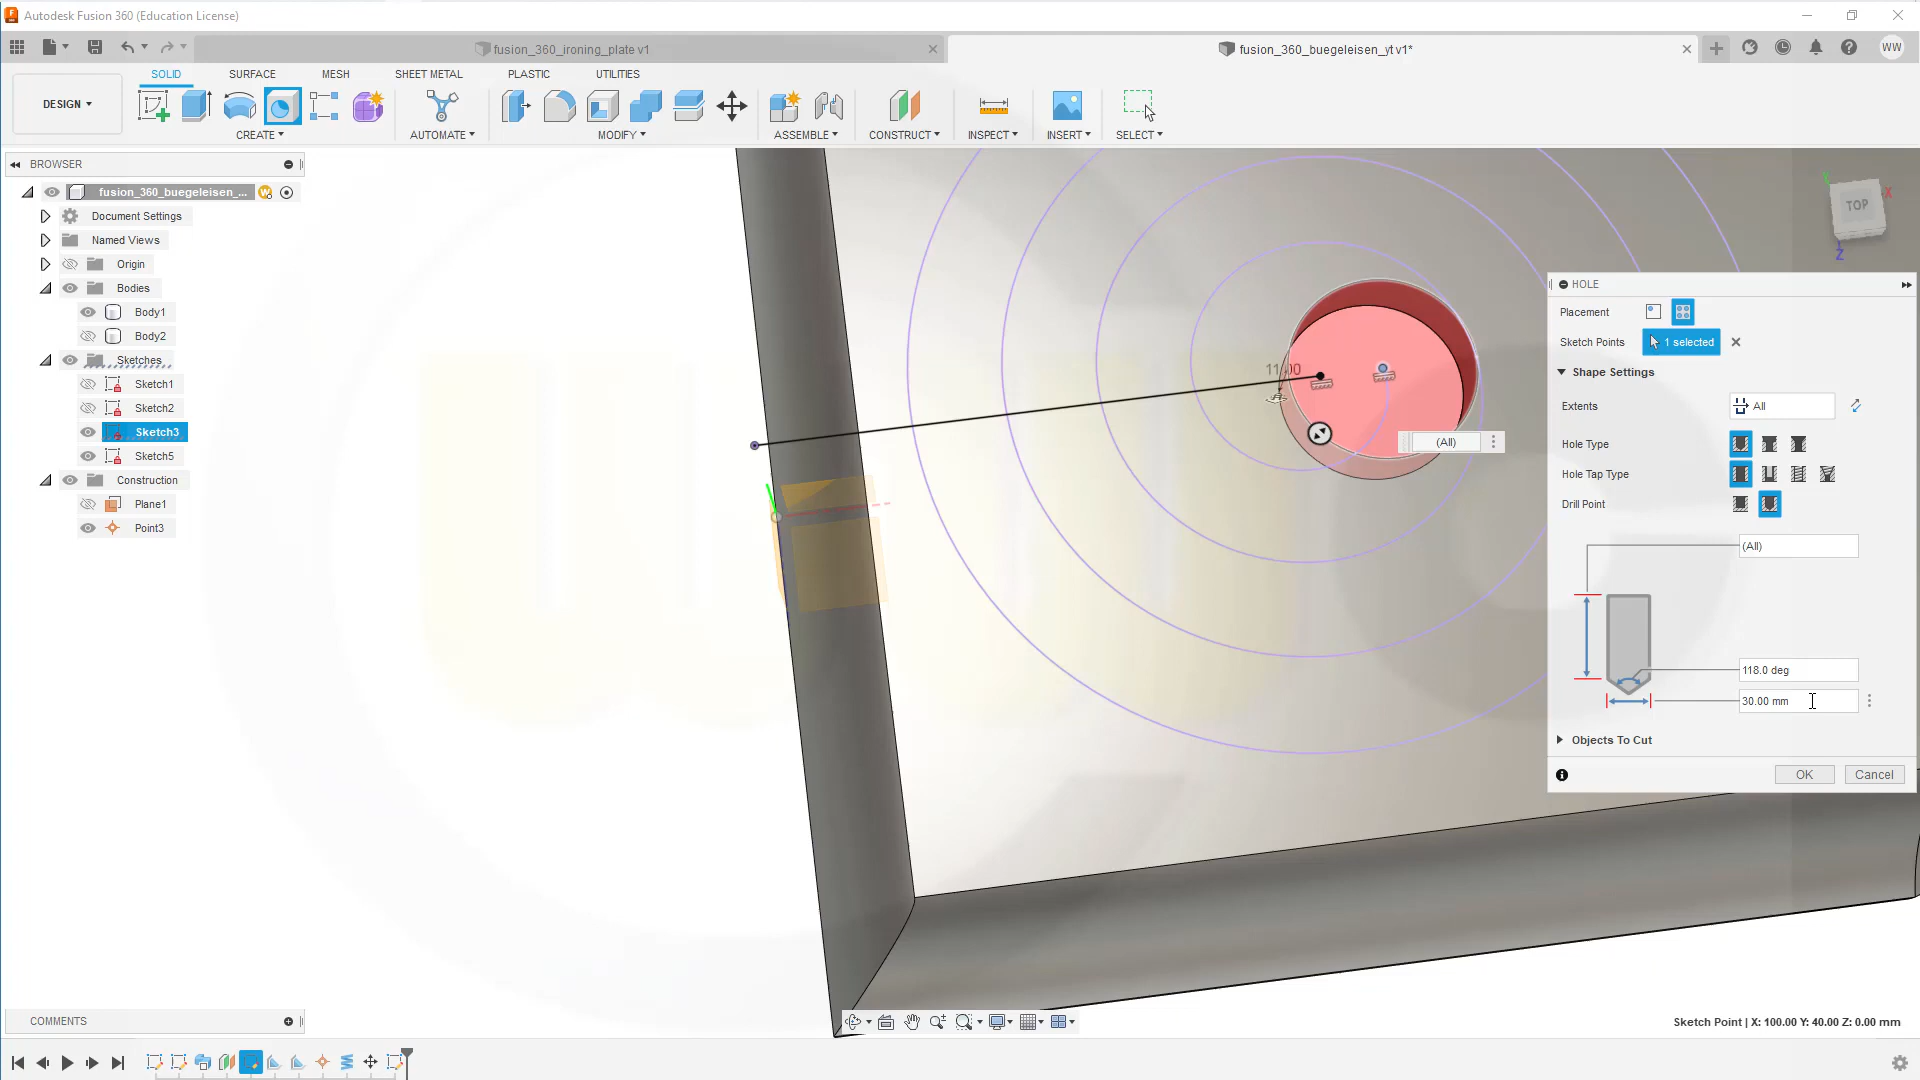 Autodesk Fusion 360 (Education License)
fusion_360_ironing_plate v1
fusion_360_buegeleisen_yt v1*
WW
DESIGN
SOLID
SURFACE
MESH
SHEET METAL
PLASTIC
UTILITIES
CREATE
AUTOMATE
MODIFY
ASSEMBLE
CONSTRUCT
INSPECT
INSERT
SELECT
BROWSER
fusion_360_buegeleisen_...
Document Settings
Named Views
Origin
Bodies
Body1
Body2
Sketches
Sketch1
Sketch2
Sketch3
Sketch5
Construction
Plane1
Point3
(All)
TOP
X
Z
HOLE
Placement
Sketch Points
1 selected
Shape Settings
Extents
All
Hole Type
Hole Tap Type
Drill Point
(All)
118.0 deg
30.00 mm
Objects To Cut
OK
Cancel
Sketch Point | X: 100.00 Y: 40.00 Z: 0.00 mm
COMMENTS